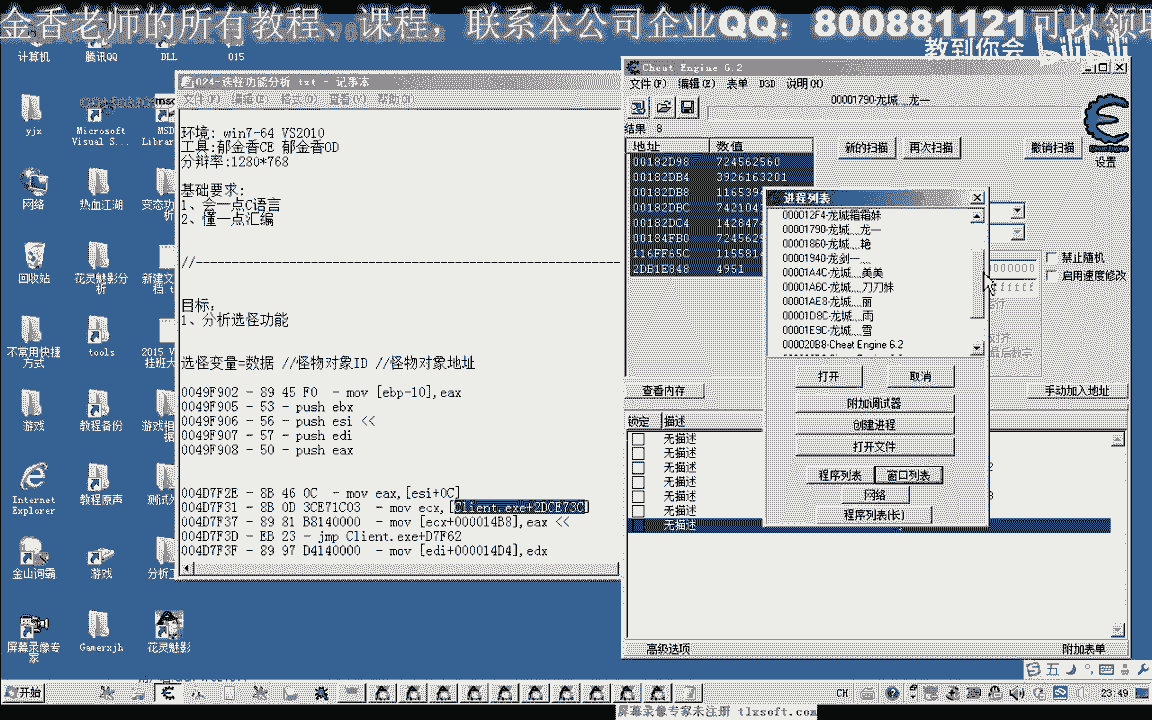 金香老师的所有教程、课程，联系本公司企业QQ：800881121可以领取
教到你会
bilibili
计算机
腾讯QQ
DLL
015
yjx
Microsoft Visual S...
MSD Librar
网络
热血江湖
变态功
析
回收站
花灵魅影分析
新建文
档
不常用快捷方式
tools
2015 V
挂班大
游戏
教程备份
游戏相
据
Internet Explorer
教程原声
测试
金山词霸
游戏
分析工
屏幕录像专家
Gamerxjh
花灵魅影
024-选怪功能分析 txt - 记事本
文件(F) 编辑(E) 格式(O) 查看(V) 帮助(H)
环境: win7-64 VS2010
工具:郁金香CE 郁金香OD
分辩率:1280*768
基础要求:
1、会一点C语言
2、懂一点汇编
//---
目标:
1、分析选怪功能
选怪变量=数据 //怪物对象ID //怪物对象地址
0049F902 - 89 45 F0  - mov [ebp-10],eax
0049F905 - 53 - push ebx
0049F906 - 56 - push esi <<
0049F907 - 57 - push edi
0049F908 - 50 - push eax
004D7F2E - 8B 46 0C  - mov eax,[esi+0C]
004D7F31 - 8B 0D 3CE71C03  - mov ecx,[Client.exe+2DCE73C]
004D7F37 - 89 81 B8140000  - mov [ecx+000014B8],eax <<
004D7F3D - EB 23 - jmp Client.exe+D7F62
004D7F3F - 89 97 D4140000  - mov [edi+000014D4],edx
Cheat Engine 6.2
文件(F) 编辑(E) 表单 D3D 说明(H)
00001790-龙城灬龙一
结果 8
地址 数值
00182D98 724562560
00182DB4 3926163201
00182DB8 1165394
00182DBC 7421041
00182DC4 1428474
00184FB0 7245629
116FF65C 1155814
2DB1E848 4951
新的扫描
再次扫描
撤销扫描
设置
禁止随机
启用速度修改
查看内存
手动加入地址
锁定 描述
无描述
无描述
无描述
无描述
无描述
无描述
无描述
高级选项
附加表单
进程列表
000012F4-龙城霜霜妹
00001790-龙城灬龙一
00001860-龙城灬艳
00001940-龙剑一灬
00001A4C-龙城灬美美
00001A6C-龙城灬刀刀妹
00001AE8-龙城灬丽
00001D8C-龙城灬雨
00001E9C-龙城灬雪
000020B8-Cheat Engine 6.2
打开
取消
附加调试器
创建进程
打开文件
程序列表
窗口列表
网络
程序列表(长)
五
开始
CH
23:49
屏幕录像专家未注册 tlxsoft.com